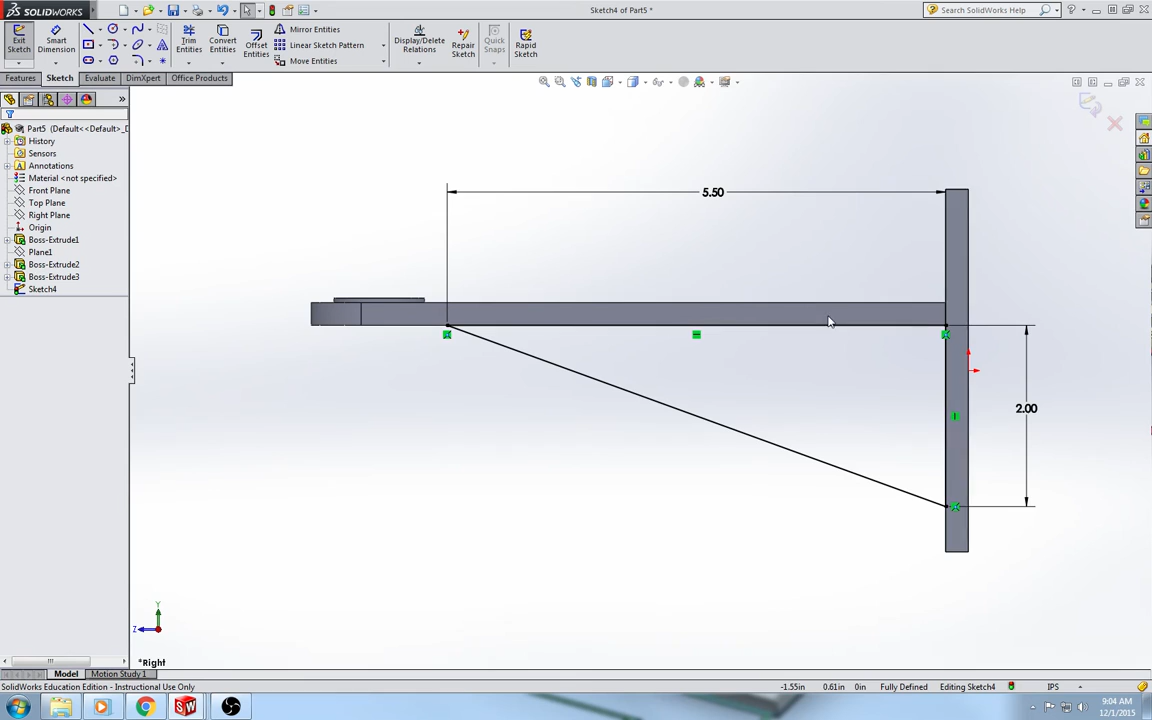 SOLIDWORKS
Sketch4 of Part5 *
Search SolidWorks Help
Exit Sketch
Smart Dimension
Trim Entities
Convert Entities
Offset Entities
Mirror Entities
Linear Sketch Pattern
Move Entities
Display/Delete Relations
Repair Sketch
Quick Snaps
Rapid Sketch
Features
Sketch
Evaluate
DimXpert
Office Products
Part5 (Default<<Default>_D
History
Sensors
Annotations
Material <not specified>
Front Plane
Top Plane
Right Plane
Origin
Boss-Extrude1
Plane1
Boss-Extrude2
Boss-Extrude3
Sketch4
5.50
2.00
Y
Z
*Right
Model
Motion Study 1
SolidWorks Education Edition - Instructional Use Only
-1.55in
0.61in
0in
Fully Defined
Editing Sketch4
IPS
9:04 AM
12/1/2015